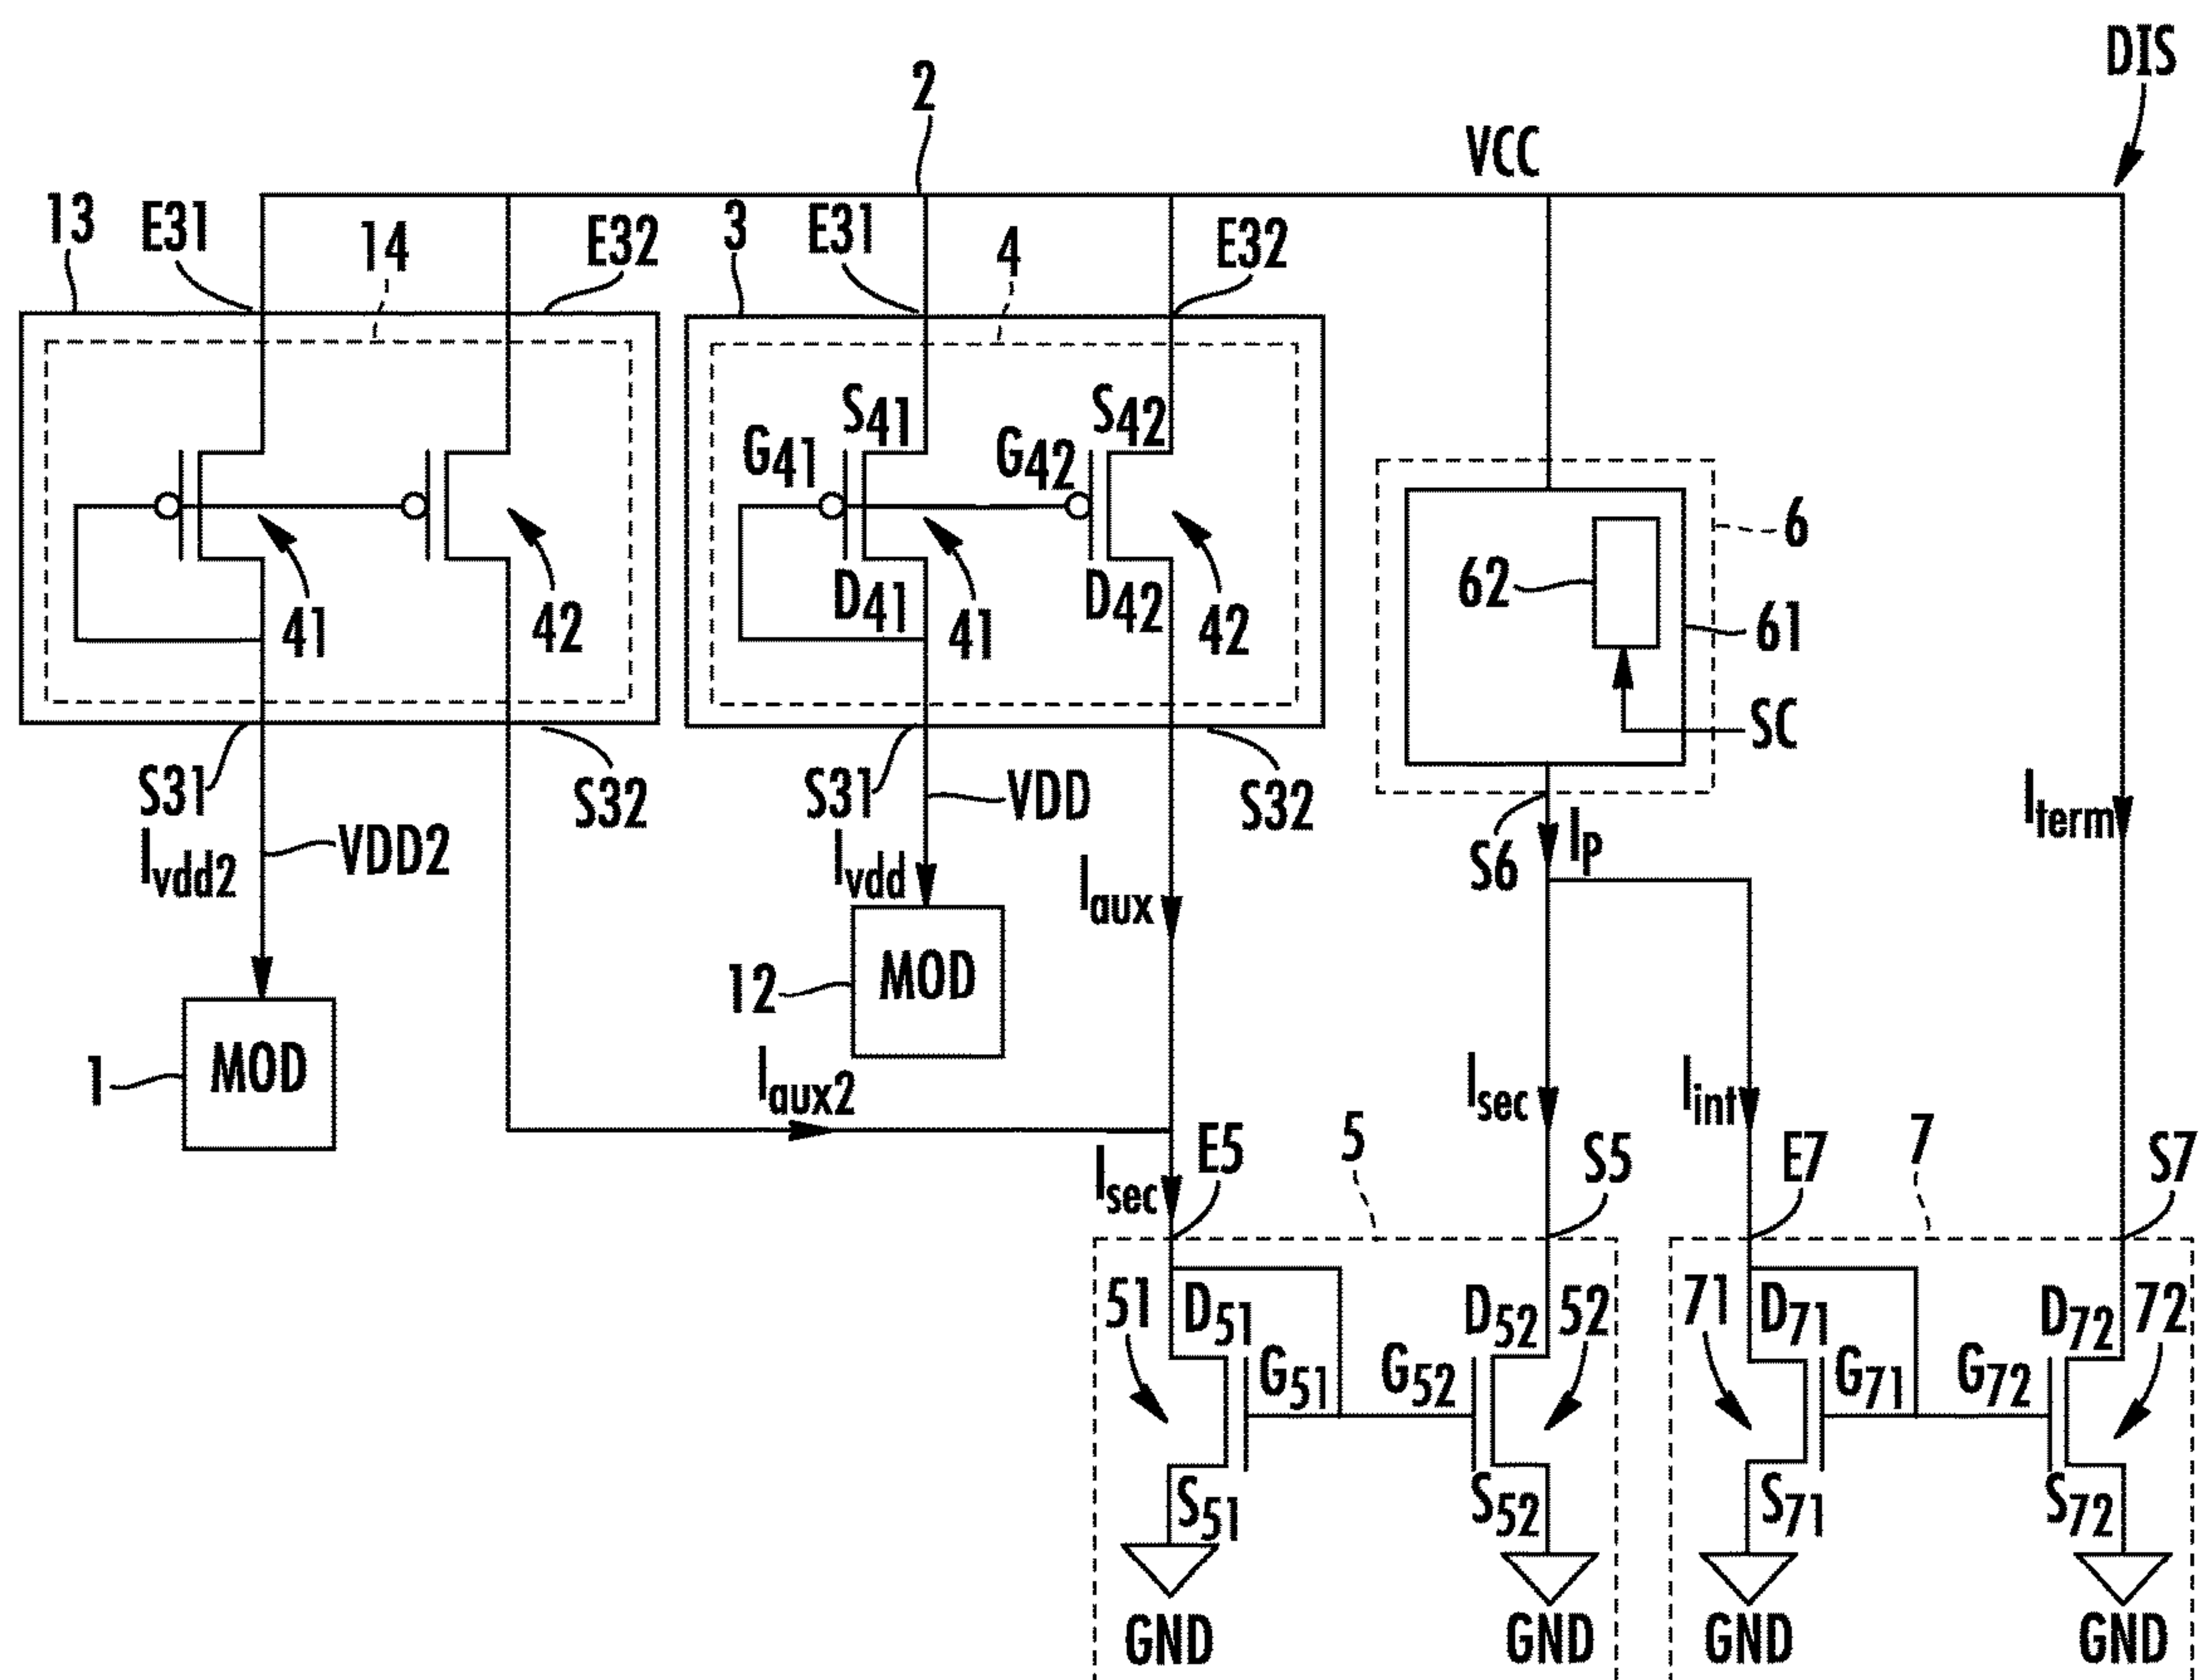 DIS
2
VCC
13
E31
14
E32
3
E31
4
E32
S41
S42
G41
G42
6
62
D41
D42
61
41
42
41
42
SC
S31
S32
S31
VDD
S32
Iterm
Ivdd2
VDD2
Ivdd
Iaux
S6
Ip
12
MOD
1
MOD
Iaux2
Isec
Iint
Isec
E5
5
S5
E7
7
S7
51
D51
D52
52
71
D71
D72
72
G51
G52
G71
G72
S51
S52
S71
S72
GND
GND
GND
GND